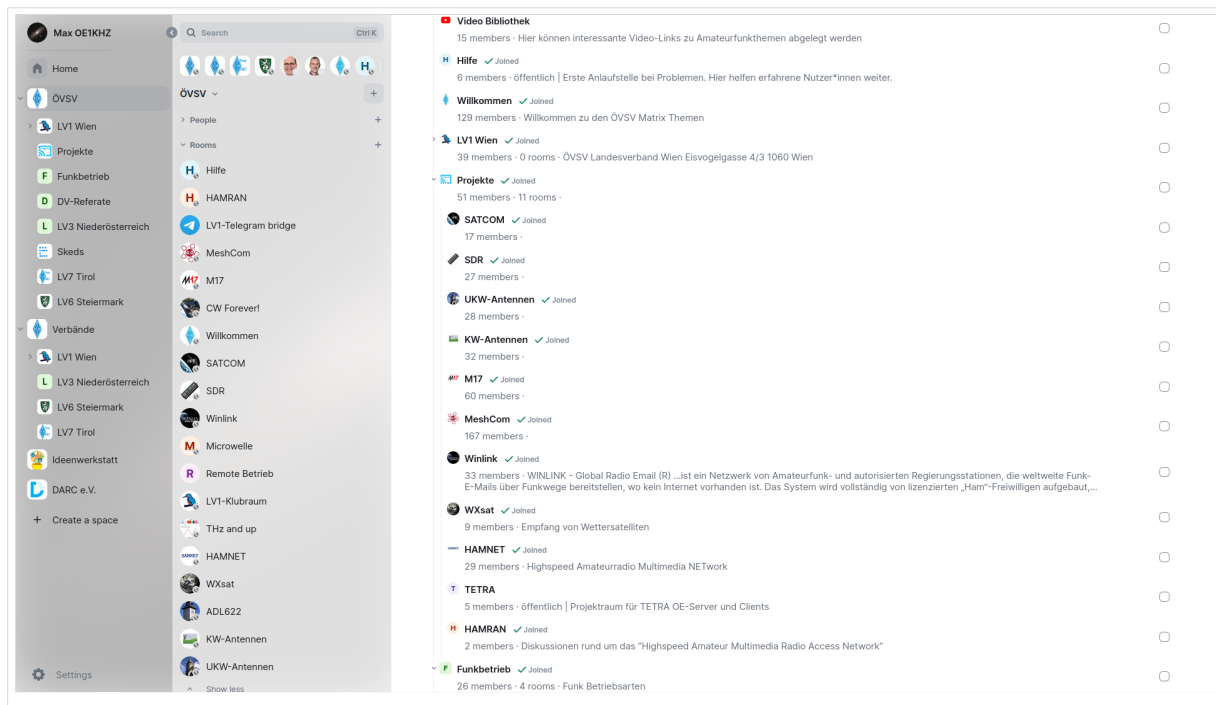 Max OE1KHZ
Home
ÖVSV
LV1 Wien
Projekte
F Funkbetrieb
D DV-Referate
L LV3 Niederösterreich
Skeds
LV7 Tirol
LV6 Steiermark
Verbände
LV1 Wien
L LV3 Niederösterreich
LV6 Steiermark
LV7 Tirol
Ideenwerkstatt
DARC e.V.
+ Create a space
Settings
Search Ctrl K
H
ÖVSV
People
Rooms
H Hilfe
H HAMRAN
LV1-Telegram bridge
MeshCom
M17 M17
CW Forever!
Willkommen
SATCOM
SDR
Winlink
M Microwelle
R Remote Betrieb
LV1-Klubraum
THz and up
HAMNET HAMNET
WXsat
ADL622
KW-Antennen
UKW-Antennen
Show less
Video Bibliothek
15 members · Hier können interessante Video-Links zu Amateurfunkthemen abgelegt werden
H Hilfe ✓ Joined
6 members · öffentlich | Erste Anlaufstelle bei Problemen. Hier helfen erfahrene Nutzer*innen weiter.
Willkommen ✓ Joined
129 members · Willkommen zu den ÖVSV Matrix Themen
LV1 Wien ✓ Joined
39 members · 0 rooms · ÖVSV Landesverband Wien Eisvogelgasse 4/3 1060 Wien
Projekte ✓ Joined
51 members · 11 rooms ·
SATCOM ✓ Joined
17 members ·
SDR ✓ Joined
27 members ·
UKW-Antennen ✓ Joined
28 members ·
KW-Antennen ✓ Joined
32 members ·
M17 M17 ✓ Joined
60 members ·
MeshCom ✓ Joined
167 members ·
Winlink ✓ Joined
33 members · WINLINK - Global Radio Email (R) ...ist ein Netzwerk von Amateurfunk- und autorisierten Regierungsstationen, die weltweite Funk-
E-Mails über Funkwege bereitstellen, wo kein Internet vorhanden ist. Das System wird vollständig von lizenzierten „Ham“-Freiwilligen aufgebaut,...
WXsat ✓ Joined
9 members · Empfang von Wettersatelliten
HAMNET ✓ Joined
29 members · Highspeed Amateurradio Multimedia NETwork
T TETRA
5 members · öffentlich | Projektraum für TETRA OE-Server und Clients
H HAMRAN ✓ Joined
2 members · Diskussionen rund um das "Highspeed Amateur Multimedia Radio Access Network"
F Funkbetrieb ✓ Joined
26 members · 4 rooms · Funk Betriebsarten